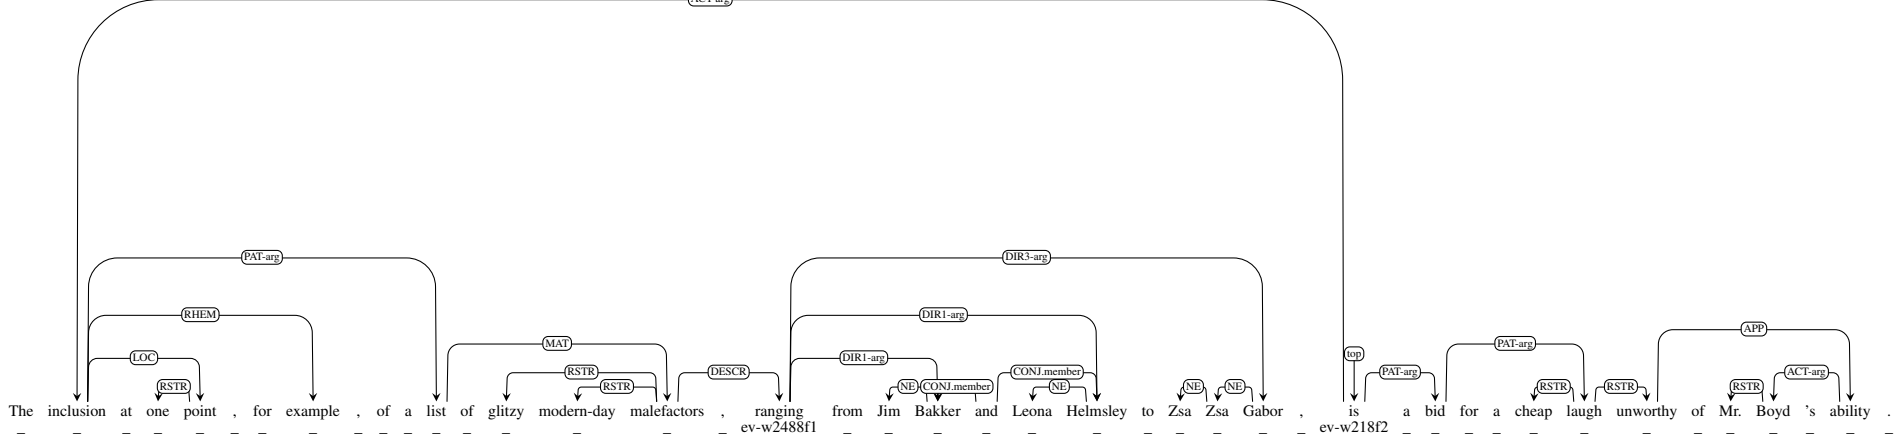 ACT-arg
PAT-arg DIR3-arg
RHEM DIR1-arg APP
MAT PAT-arg
LOC DIR1-arg top
RSTR DESCR CONJ.member PAT-arg ACT-arg
RSTR RSTR NE CONJ.member NE NE NE RSTR RSTR RSTR
The inclusion at one point , for example , of a list of glitzy modern-day malefactors , ranging from Jim Bakker and Leona Helmsley to Zsa Zsa Gabor , is a bid for a cheap laugh unworthy of Mr. Boyd 's ability .
_ _ _ _ _ _ _ _ _ _ _ _ _ _ _ _ _ ev-w2488f1 _ _ _ _ _ _ _ _ _ _ _ ev-w218f2 _ _ _ _ _ _ _ _ _ _ _ _ _